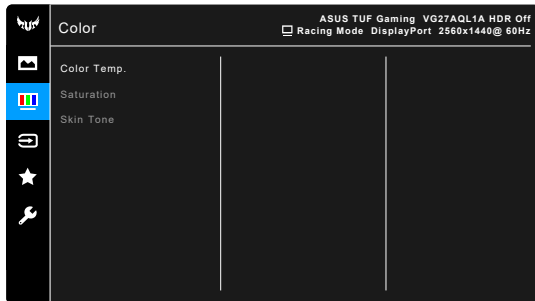 Color
ASUS TUF Gaming VG27AQL1A HDR Off
Racing Mode DisplayPort 2560x1440@ 60Hz
Color Temp.
Saturation
Skin Tone